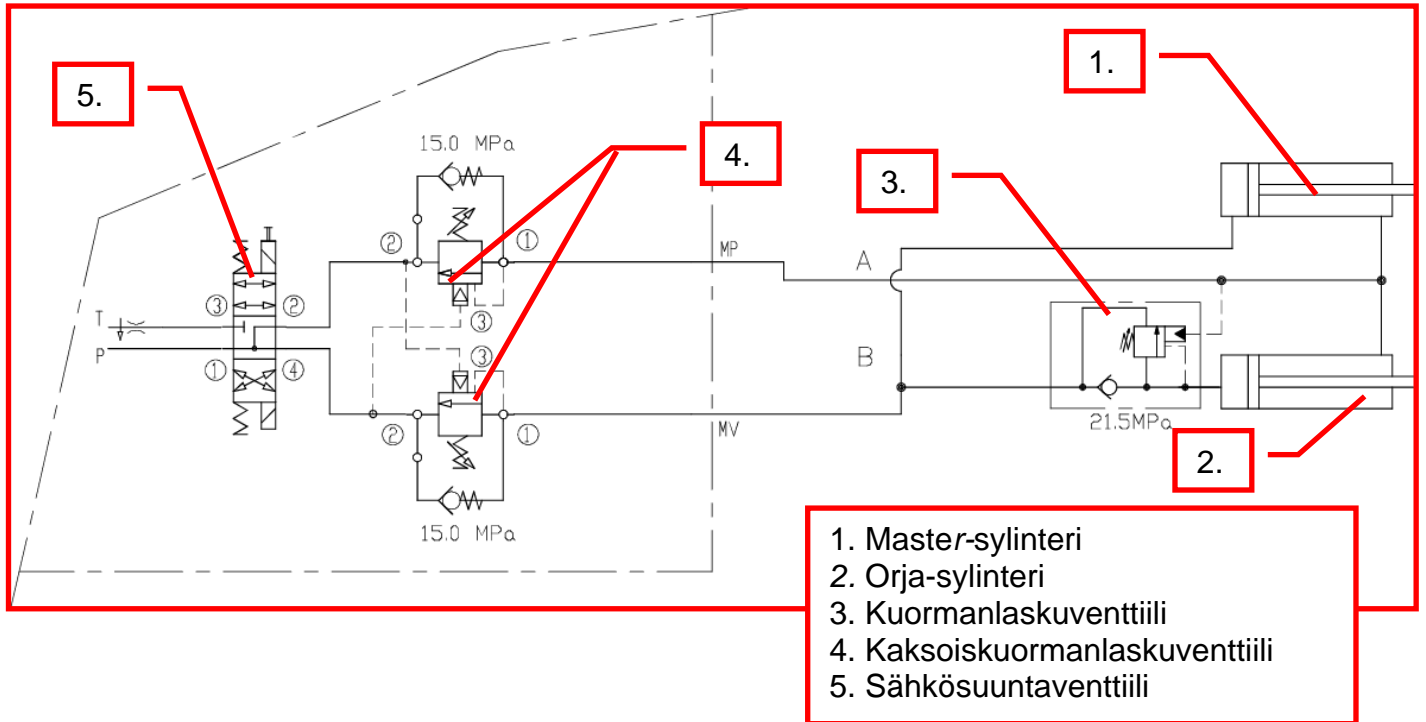 1.
5.
15.0 MPa
4.
3.
② ①
MP
A
③ ②
③
T
③
P
B
① ④
② ①
MV
21.5MPa
2.
15.0 MPa
1. Master-sylinteri
2. Orja-sylinteri
3. Kuormanlaskuventtiili
4. Kaksoiskuormanlaskuventtiili
5. Sähkösuuntaventtiili